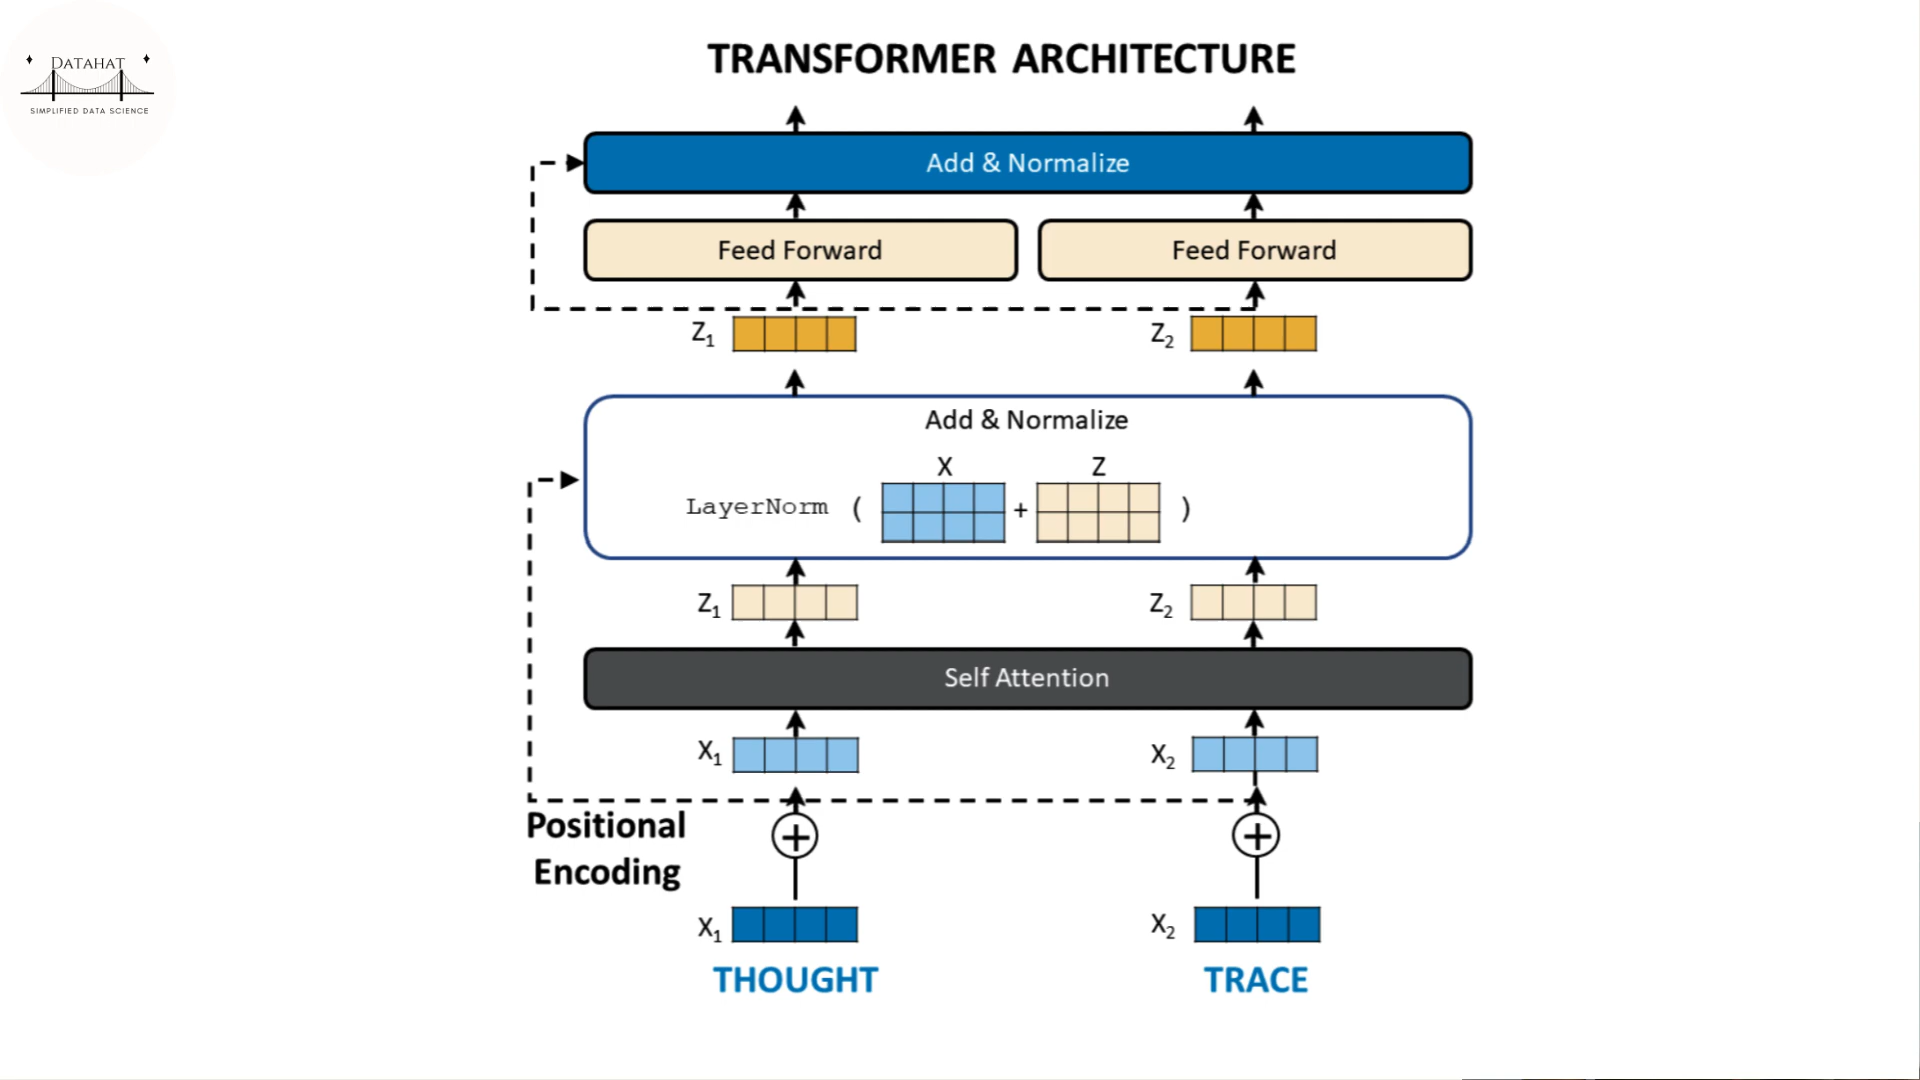 DATAHAT
SIMPLIFIED DATA SCIENCE
TRANSFORMER ARCHITECTURE
Add & Normalize
Feed Forward
Feed Forward
Z1
Z2
Add & Normalize
X
Z
LayerNorm ( + )
Z1
Z2
Self Attention
X1
X2
Positional
Encoding
X1
X2
THOUGHT
TRACE